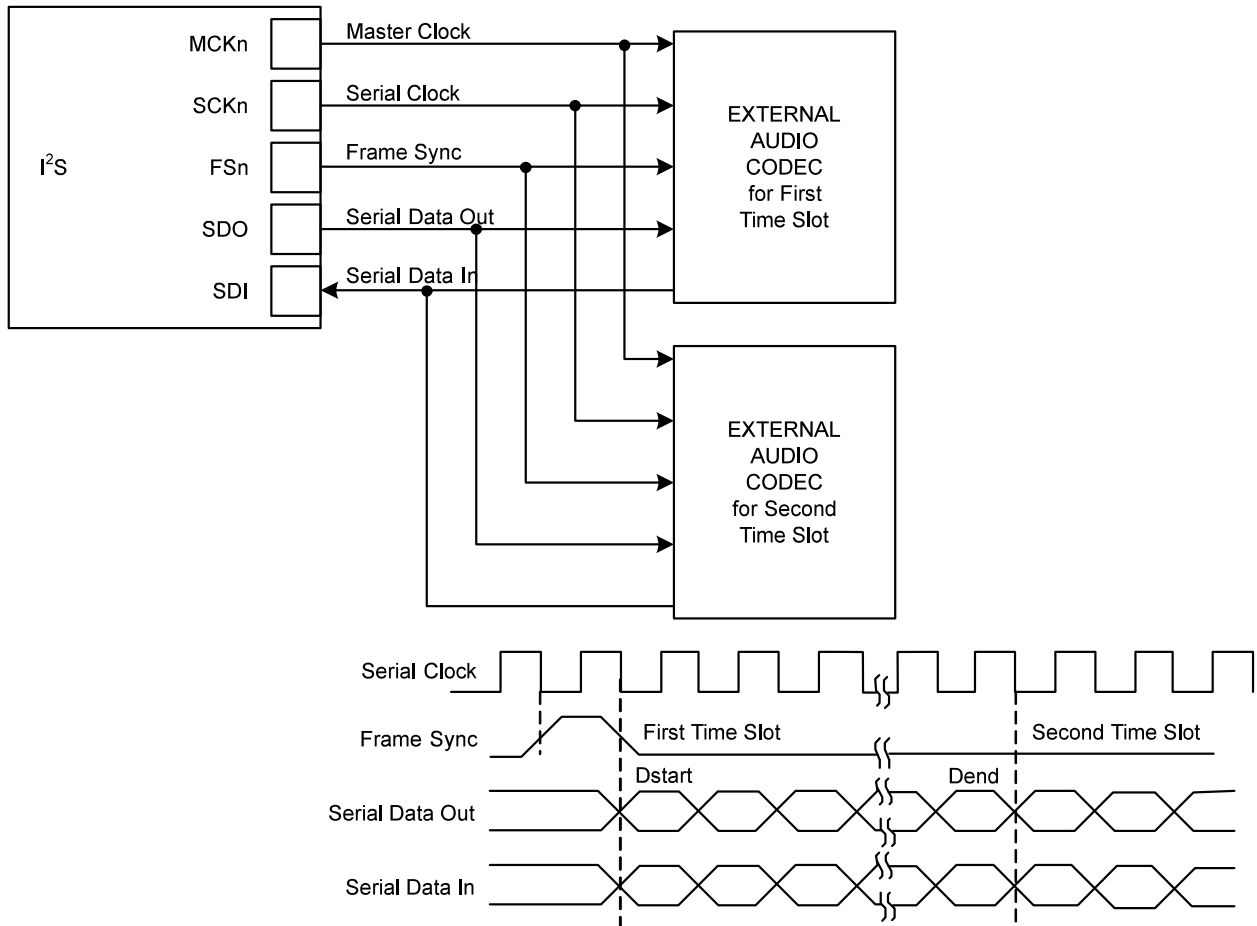 MCKn
Master Clock
SCKn
Serial Clock
I²S
FSn
Frame Sync
SDO
Serial Data Out
SDI
Serial Data In
EXTERNAL
AUDIO
CODEC
for First
Time Slot
EXTERNAL
AUDIO
CODEC
for Second
Time Slot
Serial Clock
Frame Sync
First Time Slot
Second Time Slot
Dstart
Dend
Serial Data Out
Serial Data In